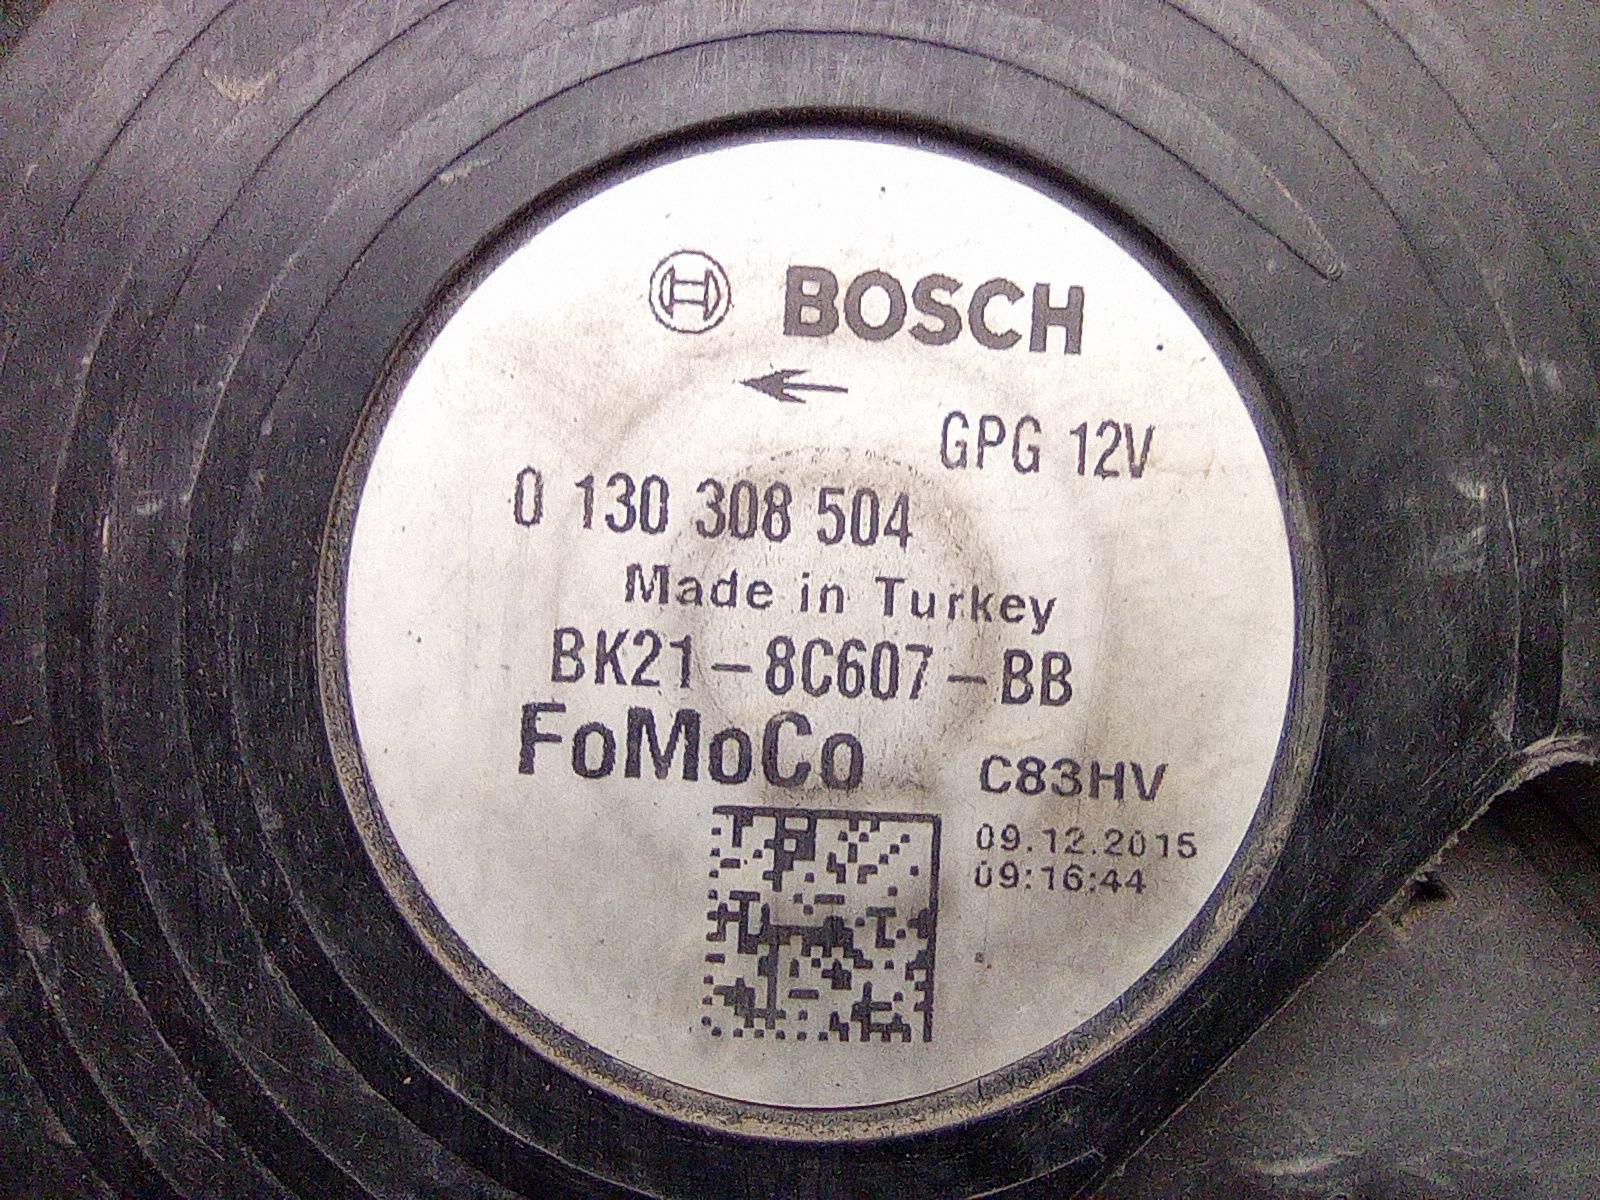 BOSCH
GPG 12V
0 130 308 504
Made in Turkey
BK21-8C607-BB
FoMoCo
C83HV
09.12.2015
09:16:44